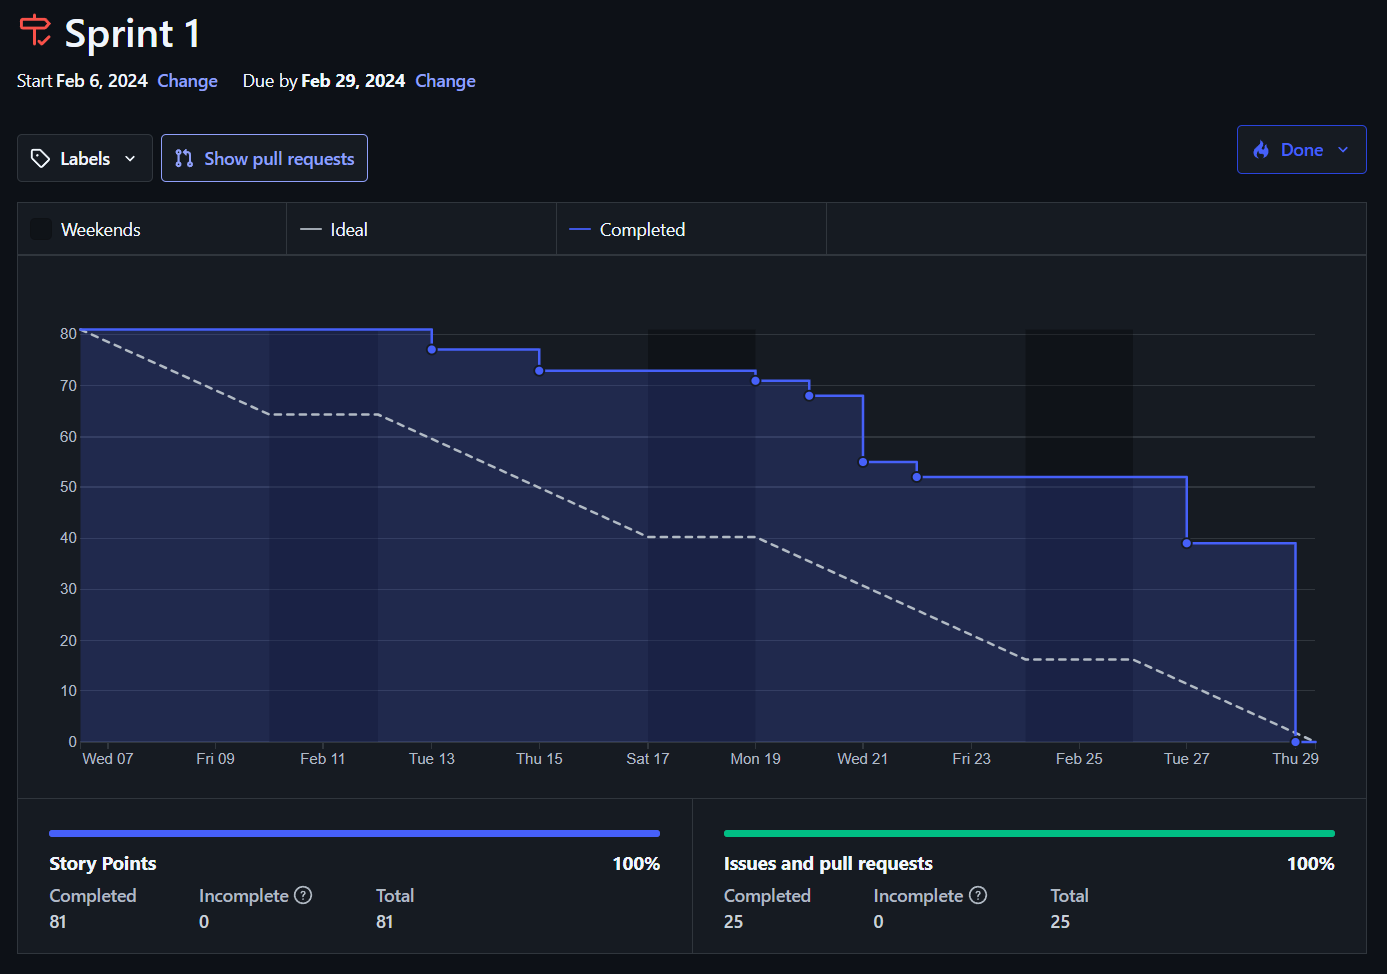 Sprint 1
Start Feb 6, 2024 Change Due by Feb 29, 2024 Change
Labels Show pull requests Done
Weekends Ideal Completed
80
70
60
50
40
30
20
10
0
Wed 07 Fri 09 Feb 11 Tue 13 Thu 15 Sat 17 Mon 19 Wed 21 Fri 23 Feb 25 Tue 27 Thu 29
Story Points 100%
Completed Incomplete ? Total
81 0 81
Issues and pull requests 100%
Completed Incomplete ? Total
25 0 25